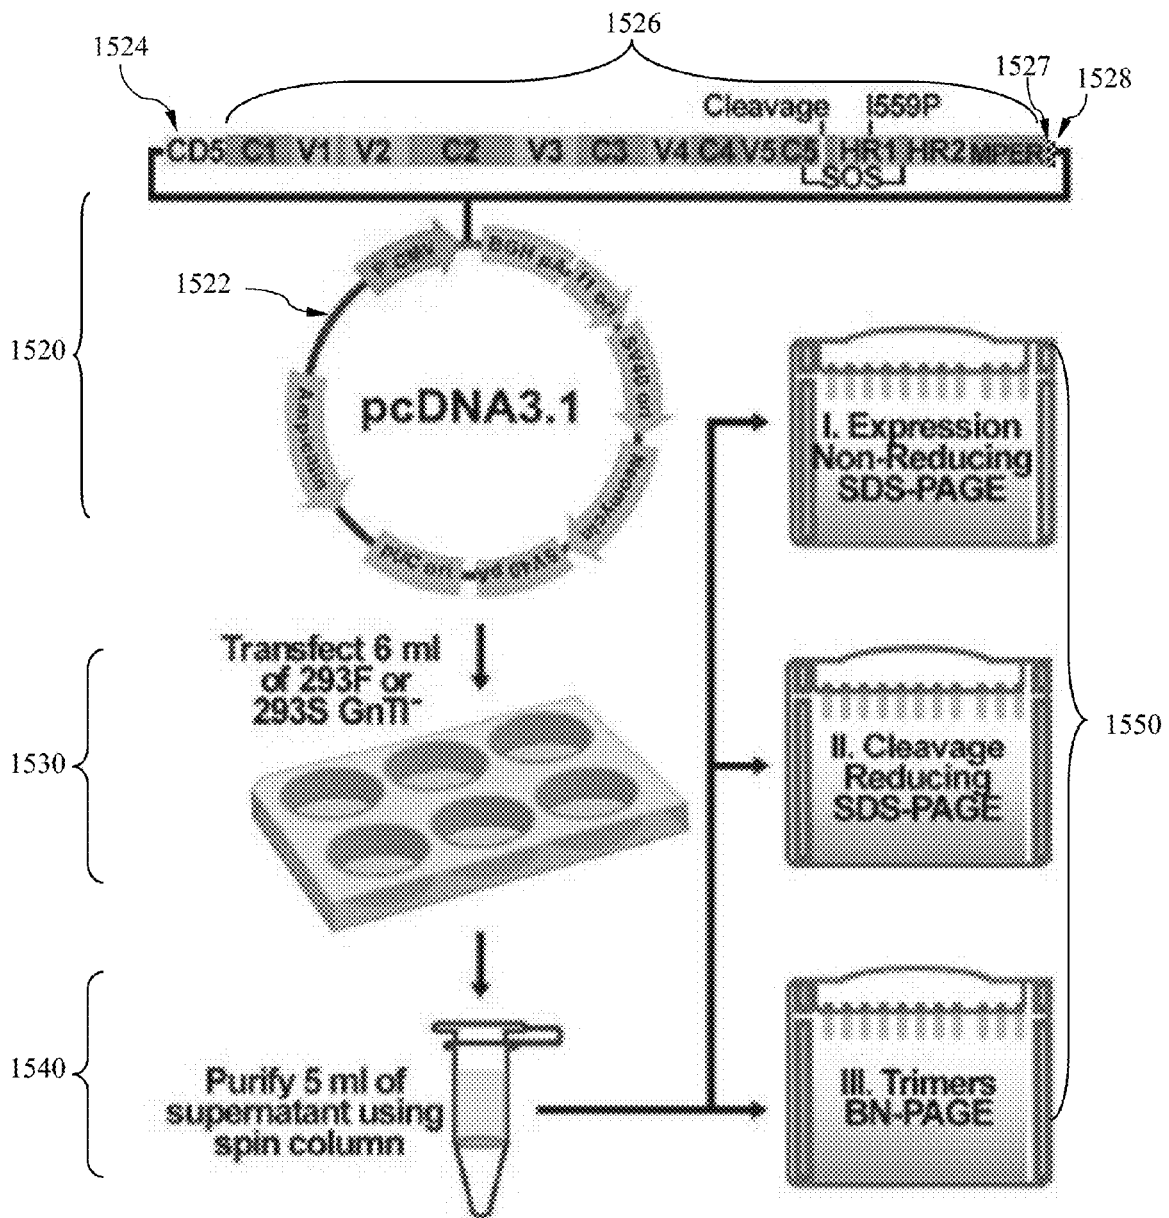 1526
1524
1527
1528
Cleavage I559P
CD5 C1 V1 V2 C2 V3 C3 V4 C4 V5 C5 HR1 HR2 MPER
SOS
1520
1522
pcDNA3.1
I. Expression
Non-Reducing
SDS-PAGE
Transfect 6 ml
of 293F or
293S GnTI-
1530
II. Cleavage
Reducing
SDS-PAGE
1550
1540
Purify 5 ml of
supernatant using
spin column
III. Trimers
BN-PAGE